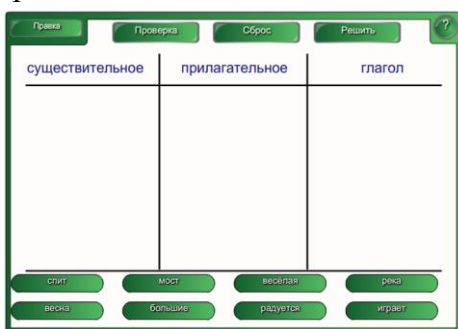 Правка Проверка Сброс Решить ?
существительное прилагательное глагол
спит мост весёлая река
весна большие радуется играет